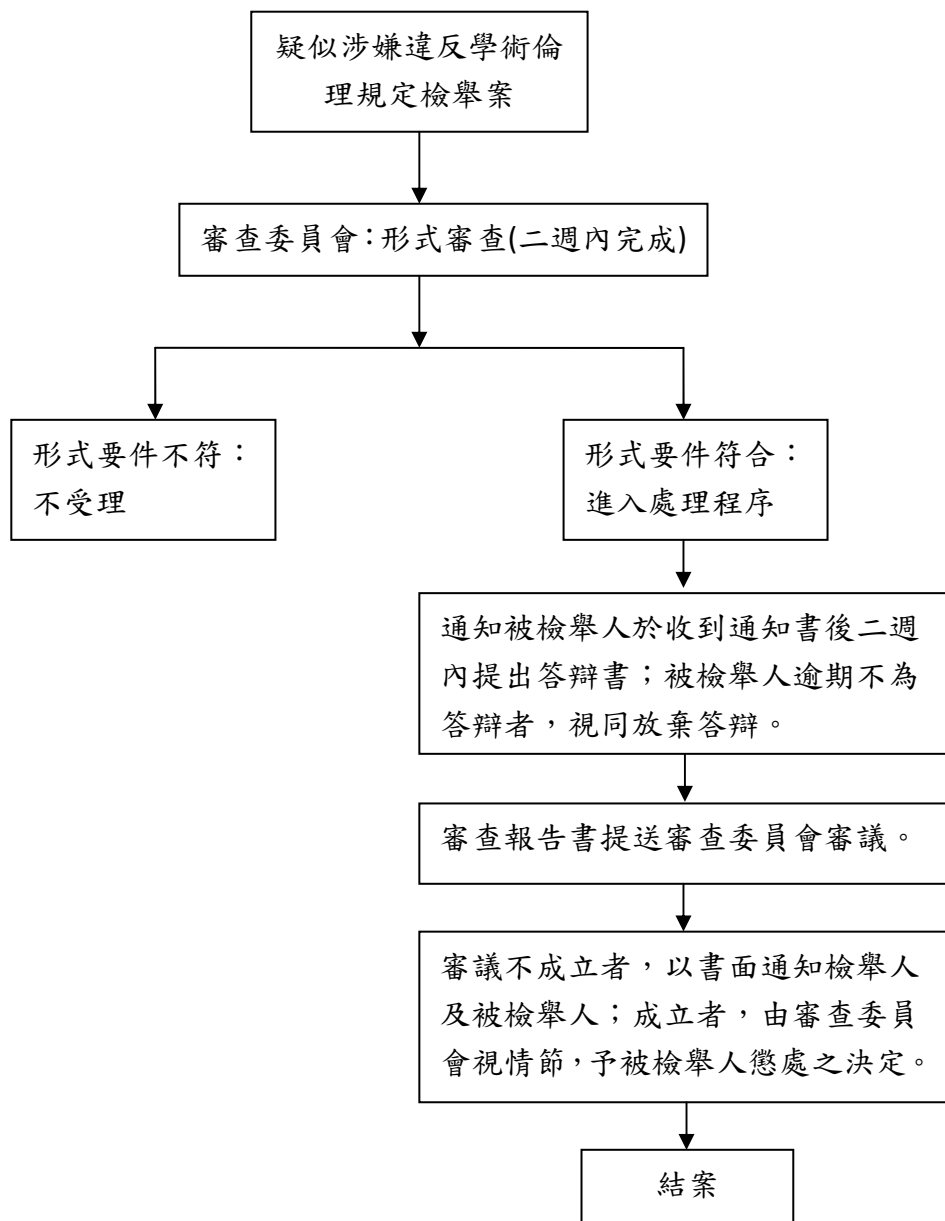 疑似涉嫌違反學術倫
理規定檢舉案
審查委員會：形式審查(二週內完成)
形式要件不符：
不受理
形式要件符合：
進入處理程序
通知被檢舉人於收到通知書後二週
內提出答辯書；被檢舉人逾期不為
答辯者，視同放棄答辯。
審查報告書提送審查委員會審議。
審議不成立者，以書面通知檢舉人
及被檢舉人；成立者，由審查委員
會視情節，予被檢舉人懲處之決定。
結案